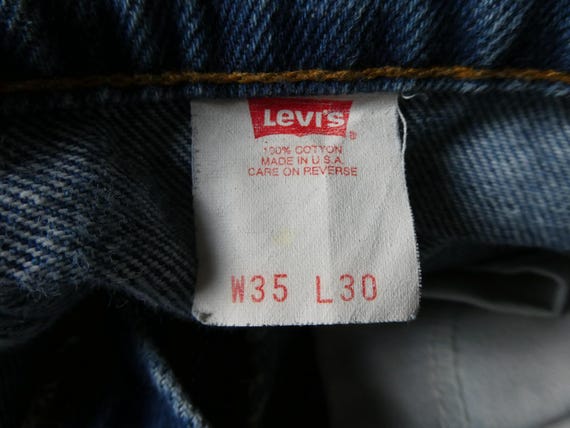 Levi's ®
100% COTTON
MADE IN U.S.A.
CARE ON REVERSE
W35 L30